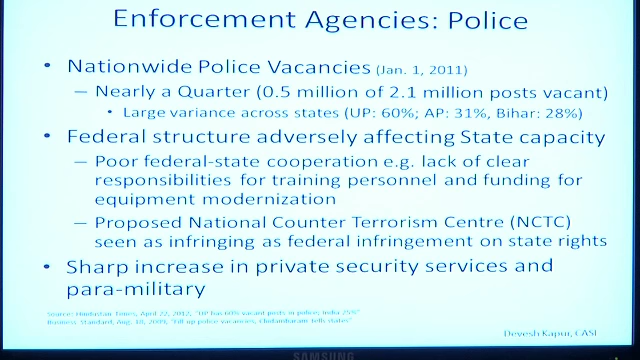 Enforcement Agencies: Police
• Nationwide Police Vacancies (Jan. 1, 2011)
– Nearly a Quarter (0.5 million of 2.1 million posts vacant)
• Large variance across states (UP: 60%; AP: 31%, Bihar: 28%)
• Federal structure adversely affecting State capacity
– Poor federal-state cooperation e.g. lack of clear
responsibilities for training personnel and funding for
equipment modernization
– Proposed National Counter Terrorism Centre (NCTC)
seen as infringing as federal infringement on state rights
• Sharp increase in private security services and
para-military
Source: Hindustan Times, April 22, 2012, "UP has 60% vacant posts in police; India 25%"
Business Standard, Aug. 18, 2009, "Fill up police vacancies, Chidambaram tells states"
Devesh Kapur, CASI
SAMSUNG